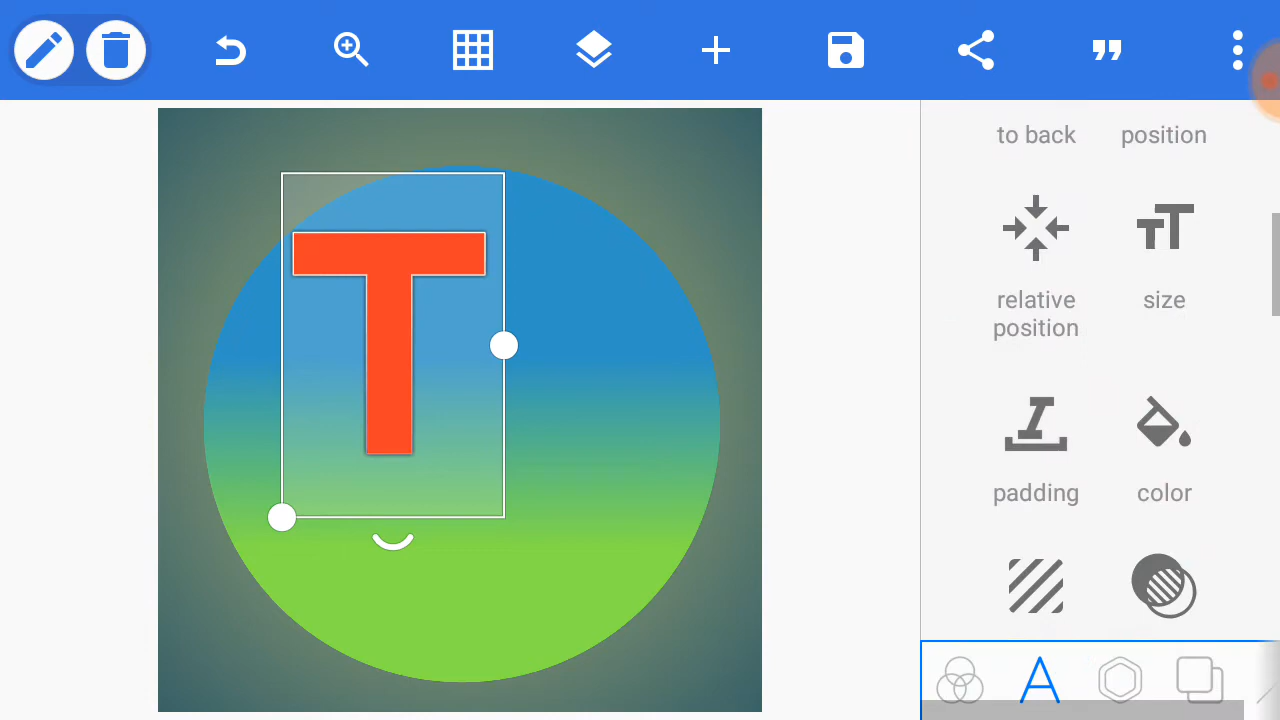 to back
position
T
relative
position
size
padding
color